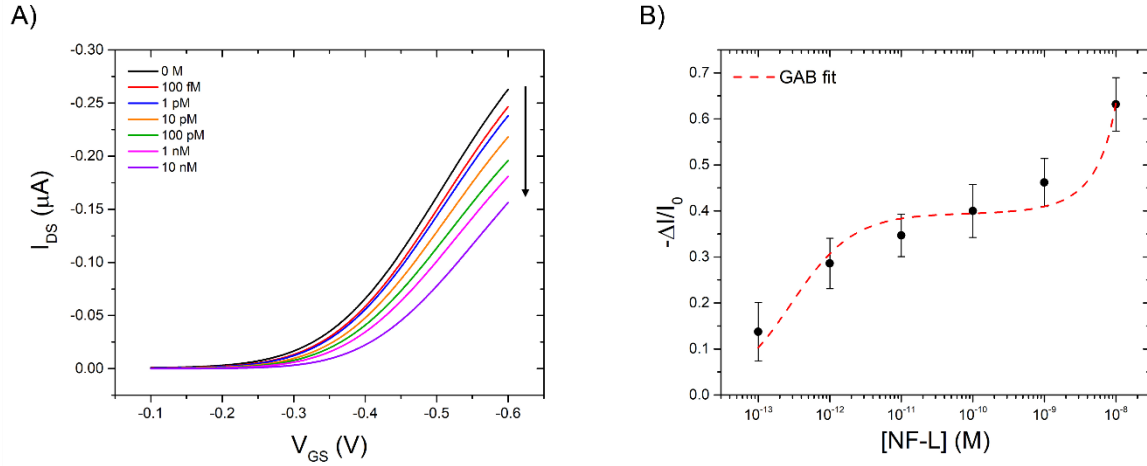 A)
-0.30
-0.25
-0.20
-0.15
-0.10
-0.05
0.00
I_DS (µA)
0 M
100 fM
1 pM
10 pM
100 pM
1 nM
10 nM
-0.1 -0.2 -0.3 -0.4 -0.5 -0.6
V_GS (V)
B)
0.7
0.6
0.5
0.4
0.3
0.2
0.1
0.0
-ΔI/I_0
GAB fit
10^-13 10^-12 10^-11 10^-10 10^-9 10^-8
[NF-L] (M)